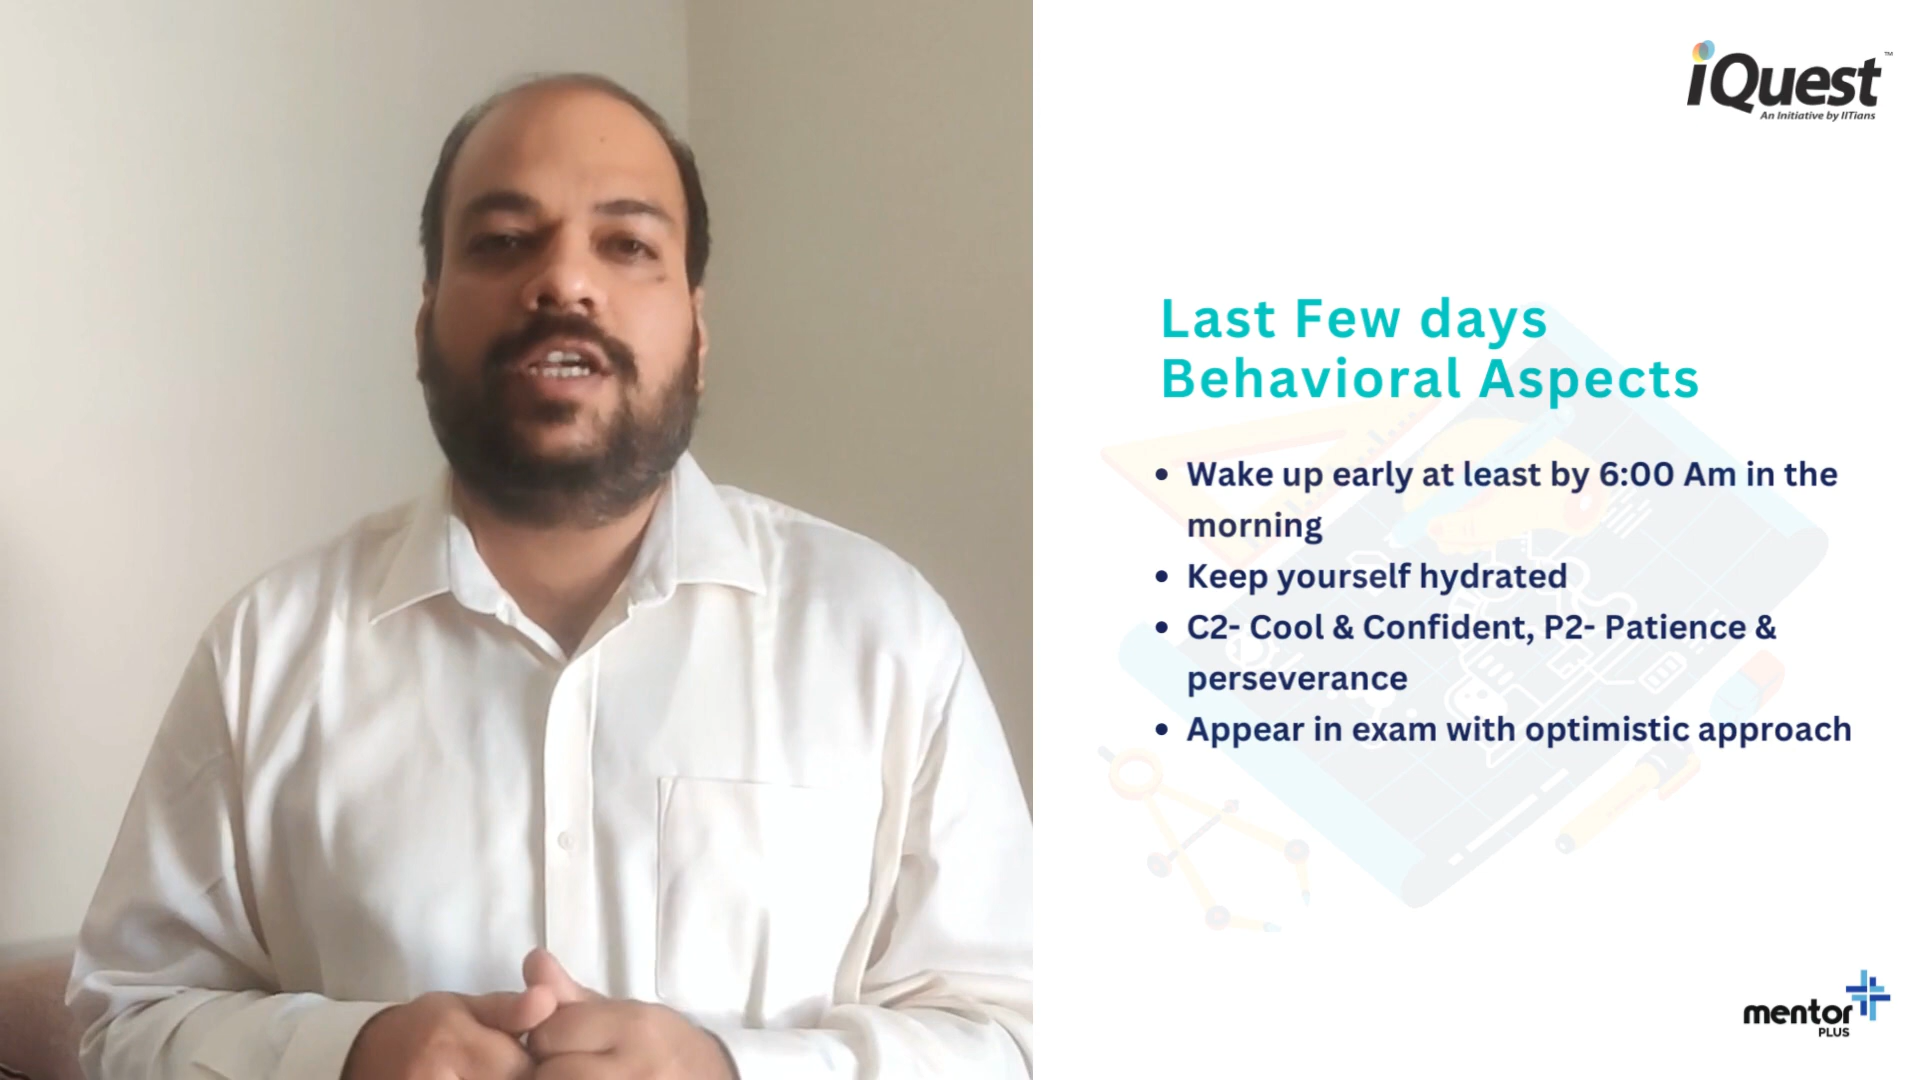 iQuest™
An Initiative by IITians
Last Few days
Behavioral Aspects
• Wake up early at least by 6:00 Am in the
morning
• Keep yourself hydrated
• C2- Cool & Confident, P2- Patience &
perseverance
• Appear in exam with optimistic approach
mentor
PLUS